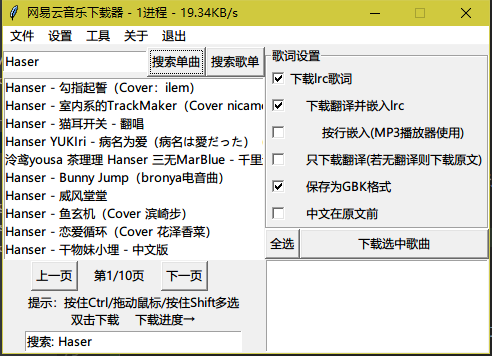 网易云音乐下载器 - 1进程 - 19.34KB/s
文件 设置 工具 关于 退出
Haser 搜索单曲 搜索歌单
Hanser - 勾指起誓（Cover：ilem）
Hanser - 室内系的TrackMaker（Cover nicamo
Hanser - 猫耳开关 - 翻唱
Hanser YUKIri - 病名为爱（病名は愛だった）
泠鸢yousa 茶理理 Hanser 三无MarBlue - 千里
Hanser - Bunny Jump（bronya电音曲）
Hanser - 威风堂堂
Hanser - 鱼玄机（Cover 滨崎步）
Hanser - 恋爱循环（Cover 花泽香菜）
Hanser - 干物妹小埋 - 中文版
上一页 第1/10页 下一页
提示：按住Ctrl/拖动鼠标/按住Shift多选
双击下载 下载进度→
搜索: Haser
歌词设置
下载lrc歌词
下载翻译并嵌入lrc
按行嵌入(MP3播放器使用)
只下载翻译(若无翻译则下载原文)
保存为GBK格式
中文在原文前
全选 下载选中歌曲